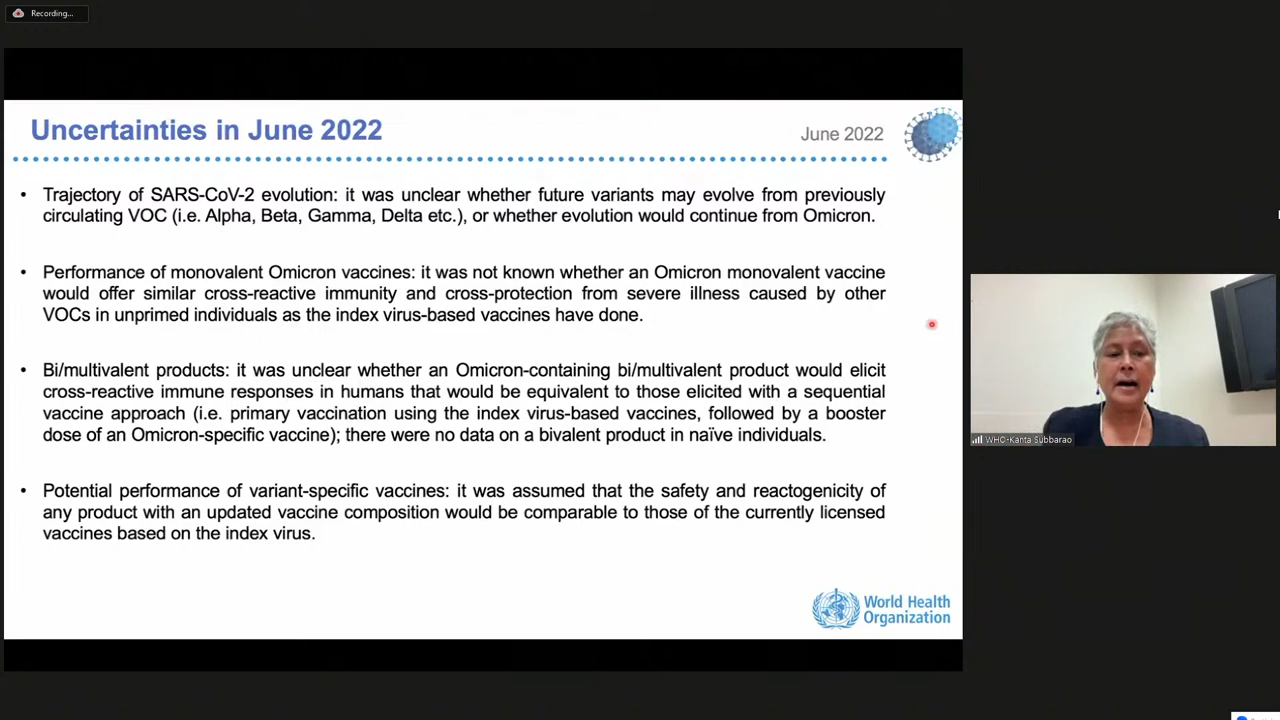 Recording...
Uncertainties in June 2022
June 2022
• Trajectory of SARS-CoV-2 evolution: it was unclear whether future variants may evolve from previously
circulating VOC (i.e. Alpha, Beta, Gamma, Delta etc.), or whether evolution would continue from Omicron.
• Performance of monovalent Omicron vaccines: it was not known whether an Omicron monovalent vaccine
would offer similar cross-reactive immunity and cross-protection from severe illness caused by other
VOCs in unprimed individuals as the index virus-based vaccines have done.
• Bi/multivalent products: it was unclear whether an Omicron-containing bi/multivalent product would elicit
cross-reactive immune responses in humans that would be equivalent to those elicited with a sequential
vaccine approach (i.e. primary vaccination using the index virus-based vaccines, followed by a booster
dose of an Omicron-specific vaccine); there were no data on a bivalent product in naïve individuals.
• Potential performance of variant-specific vaccines: it was assumed that the safety and reactogenicity of
any product with an updated vaccine composition would be comparable to those of the currently licensed
vaccines based on the index virus.
World Health
Organization
WHO-Kanta Subbarao